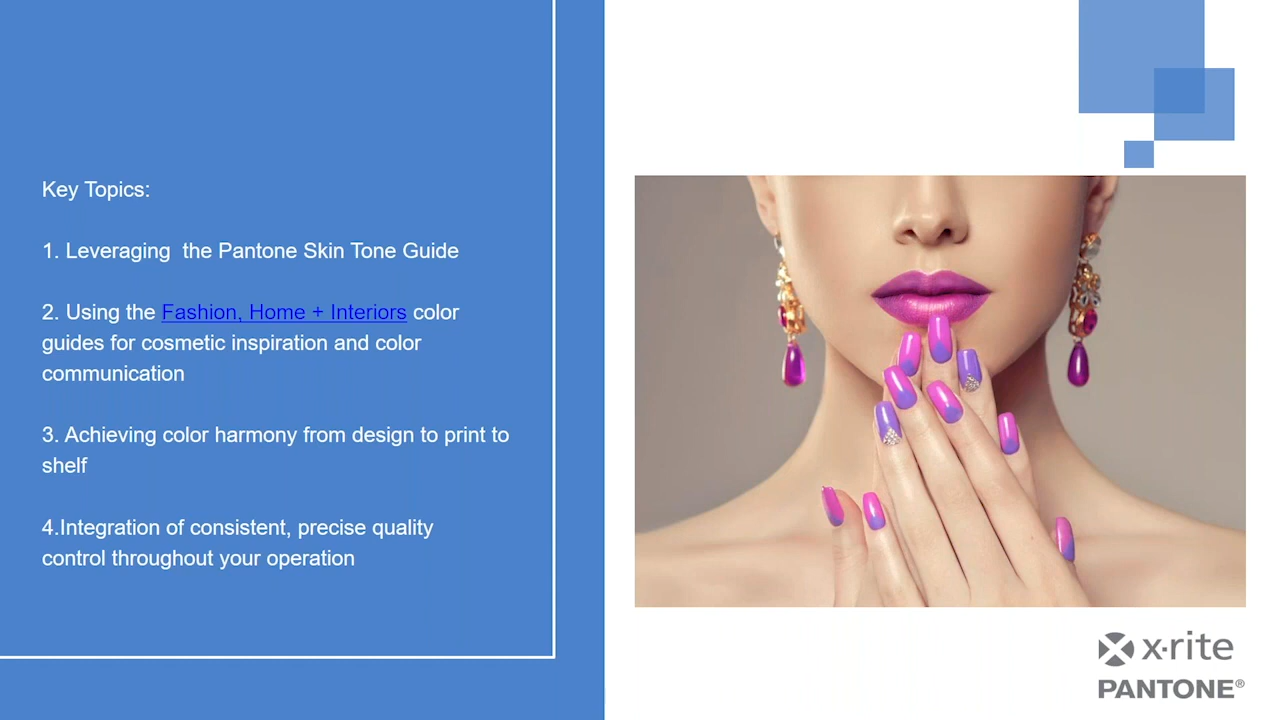 Key Topics:
1. Leveraging  the Pantone Skin Tone Guide
2. Using the Fashion, Home + Interiors color
guides for cosmetic inspiration and color
communication
3. Achieving color harmony from design to print to
shelf
4.Integration of consistent, precise quality
control throughout your operation
x·rite
PANTONE®